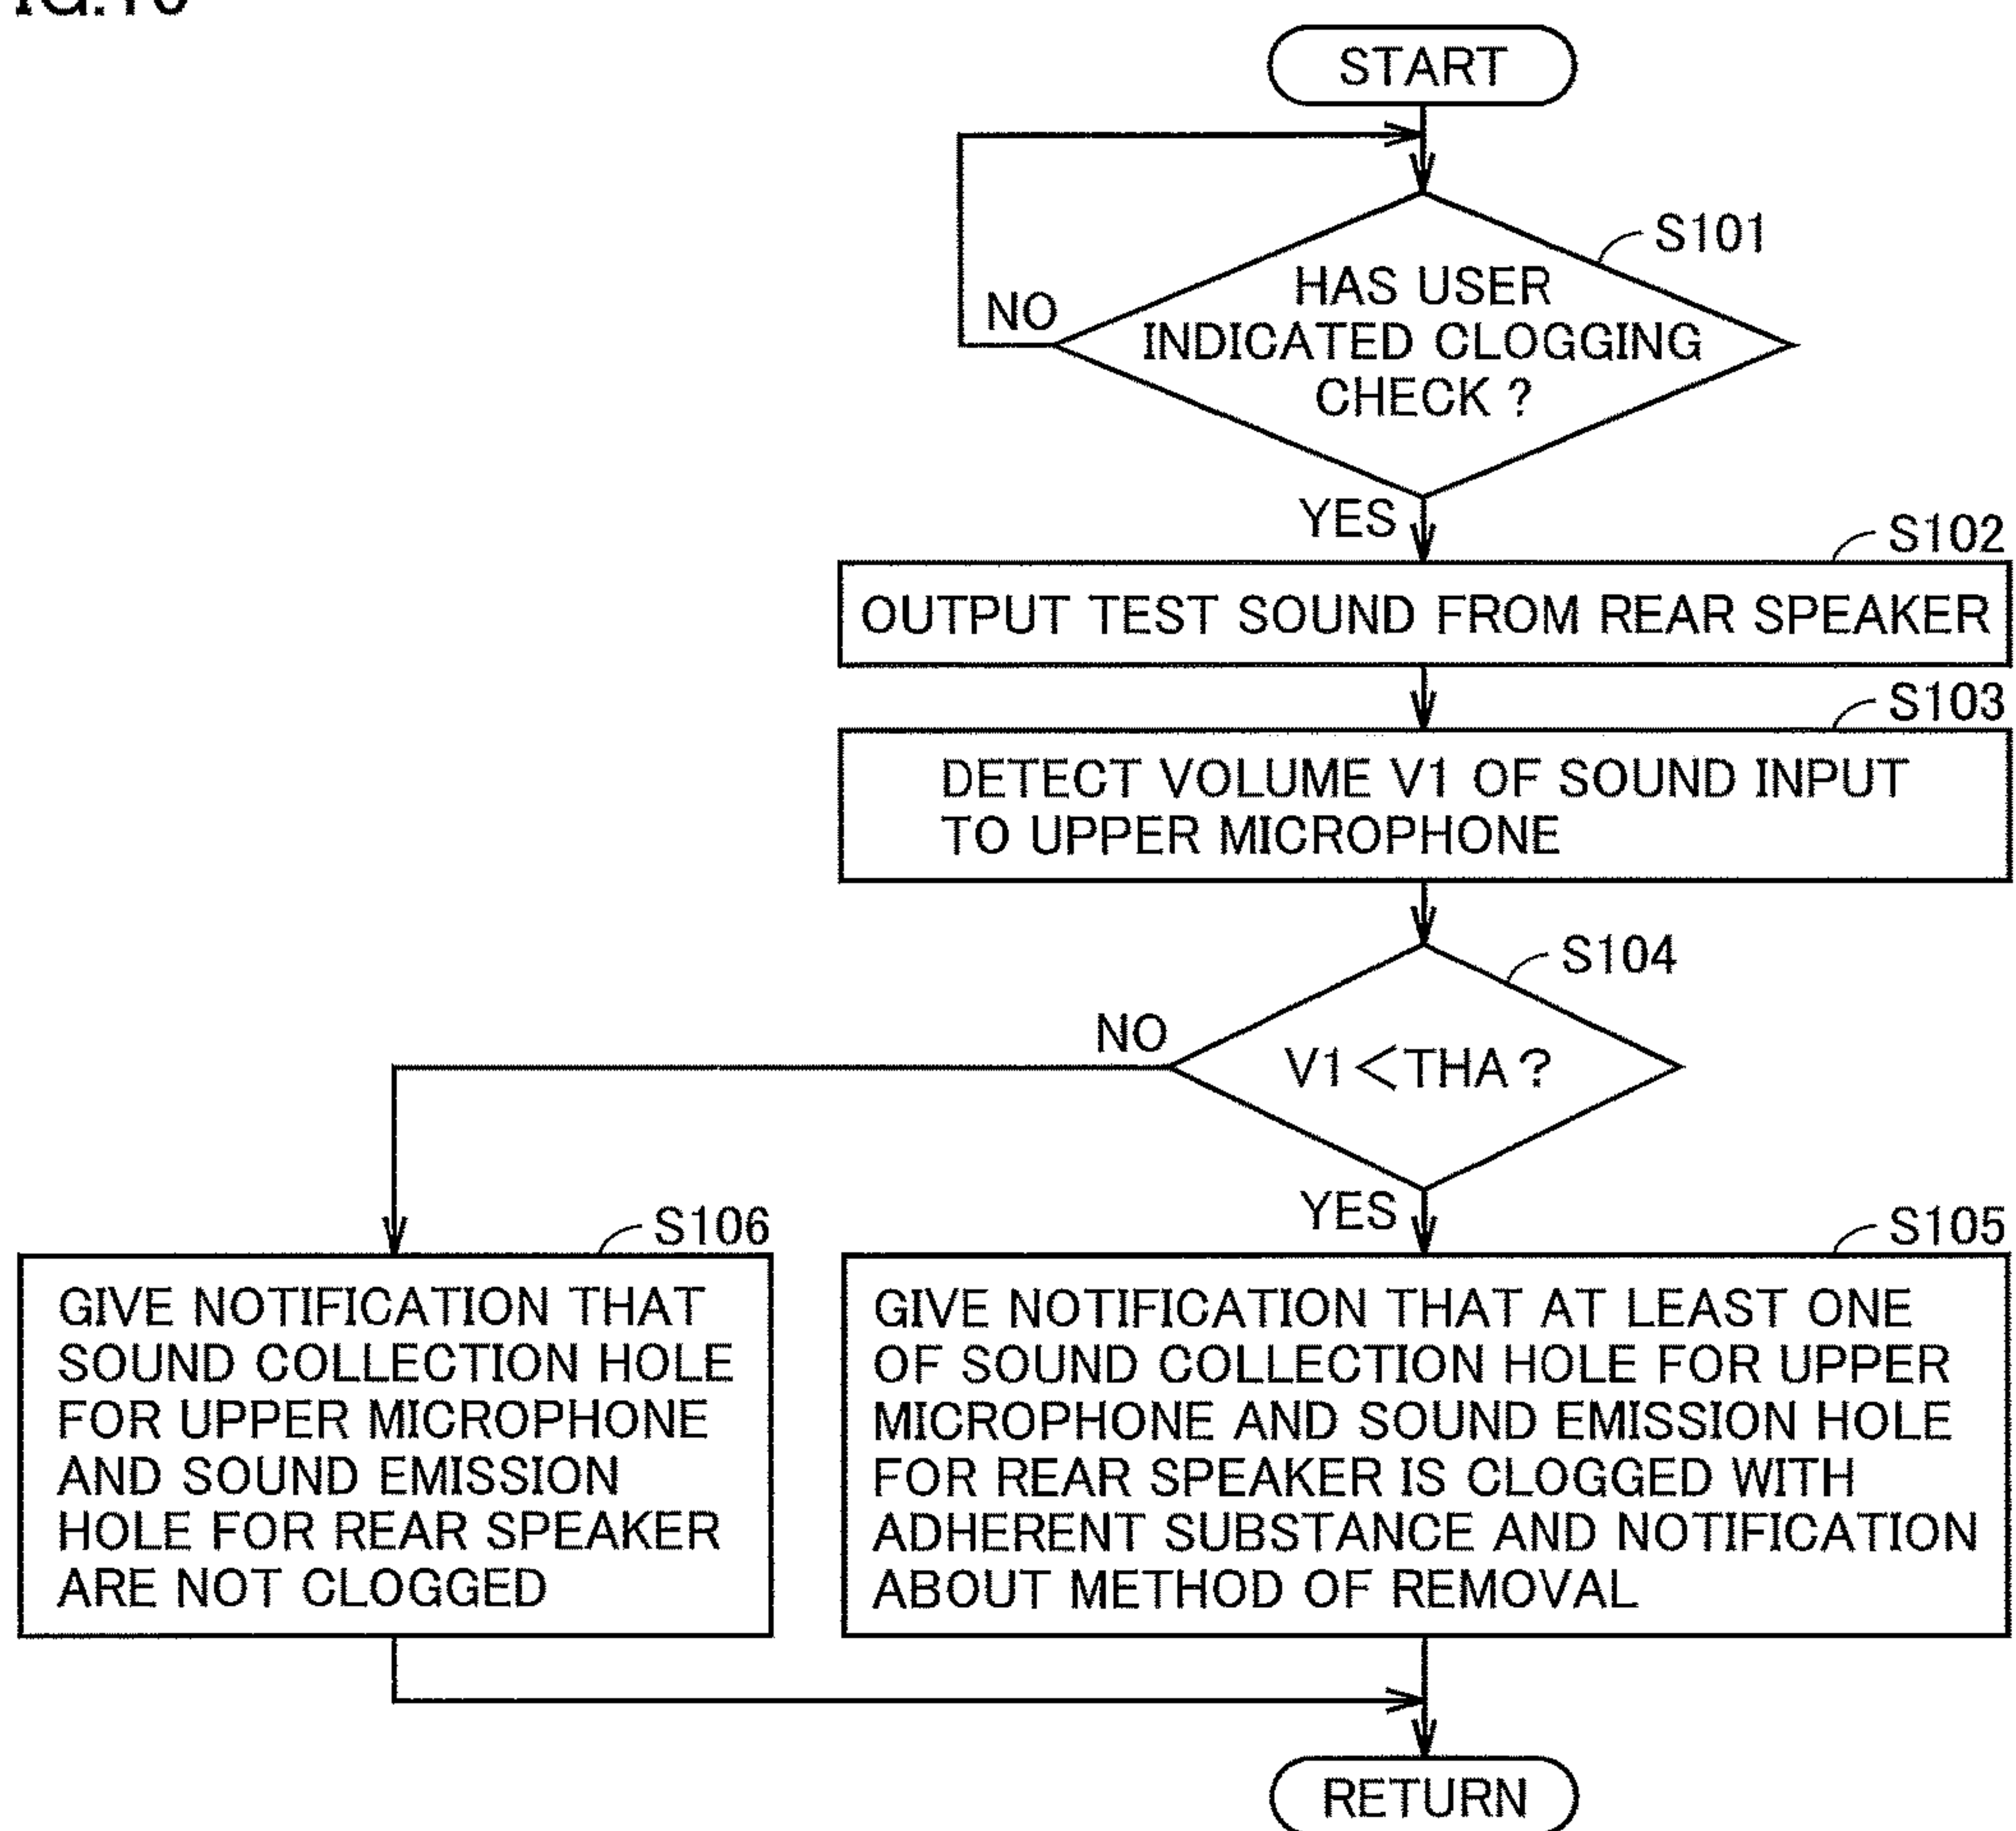 START
S101
HAS USER
INDICATED CLOGGING
CHECK ?
NO
YES
S102
OUTPUT TEST SOUND FROM REAR SPEAKER
S103
DETECT VOLUME V1 OF SOUND INPUT
TO UPPER MICROPHONE
S104
V1<THA ?
NO
YES
S106
GIVE NOTIFICATION THAT
SOUND COLLECTION HOLE
FOR UPPER MICROPHONE
AND SOUND EMISSION
HOLE FOR REAR SPEAKER
ARE NOT CLOGGED
S105
GIVE NOTIFICATION THAT AT LEAST ONE
OF SOUND COLLECTION HOLE FOR UPPER
MICROPHONE AND SOUND EMISSION HOLE
FOR REAR SPEAKER IS CLOGGED WITH
ADHERENT SUBSTANCE AND NOTIFICATION
ABOUT METHOD OF REMOVAL
RETURN